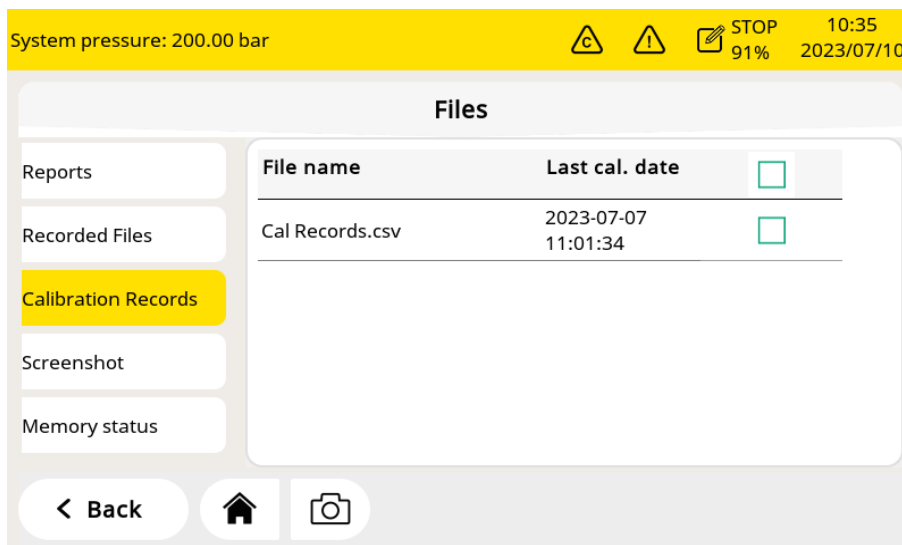 System pressure: 200.00 bar
C
!
STOP
91%
10:35
2023/07/10
Files
Reports
Recorded Files
Calibration Records
Screenshot
Memory status
File name Last cal. date
Cal Records.csv 2023-07-07
11:01:34
< Back